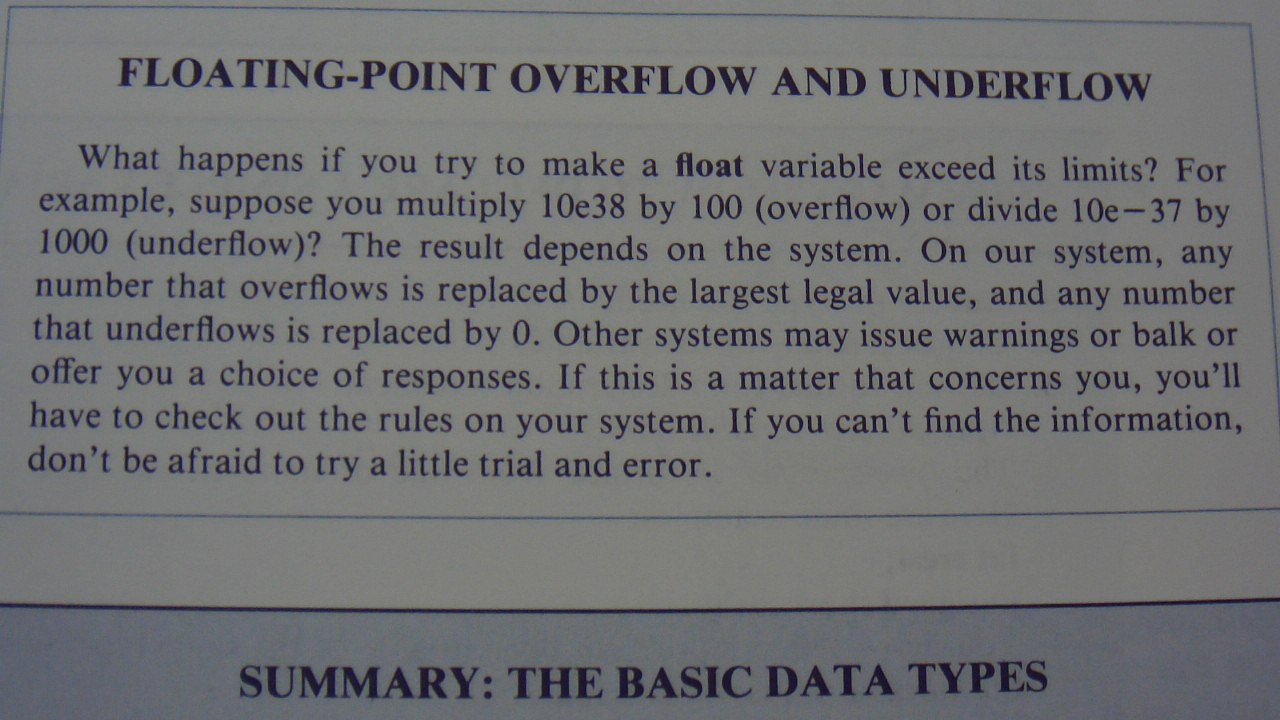 FLOATING-POINT OVERFLOW AND UNDERFLOW
What happens if you try to make a float variable exceed its limits? For
example, suppose you multiply 10e38 by 100 (overflow) or divide 10e−37 by
1000 (underflow)? The result depends on the system. On our system, any
number that overflows is replaced by the largest legal value, and any number
that underflows is replaced by 0. Other systems may issue warnings or balk or
offer you a choice of responses. If this is a matter that concerns you, you'll
have to check out the rules on your system. If you can't find the information,
don't be afraid to try a little trial and error.
SUMMARY: THE BASIC DATA TYPES